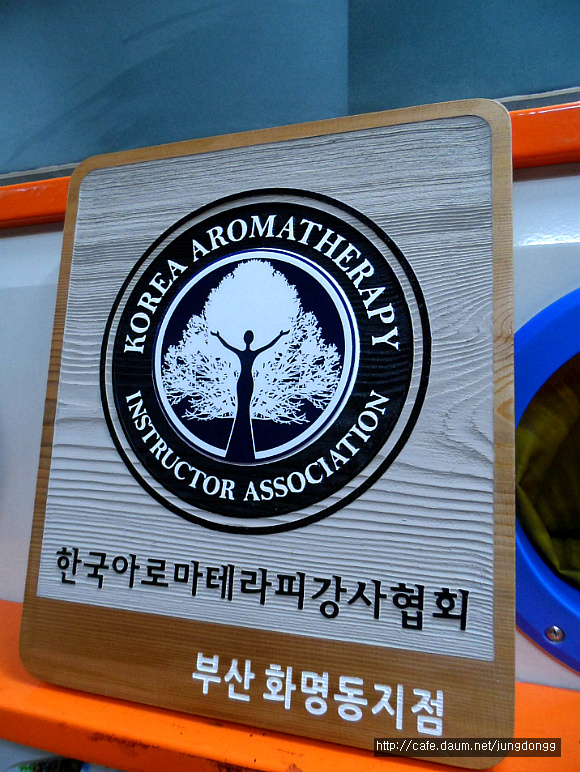 KOREA AROMATHERAPY
INSTRUCTOR ASSOCIATION
한국아로마테라피강사협회
부산 화명동지점
http://cafe.daum.net/jungdongg